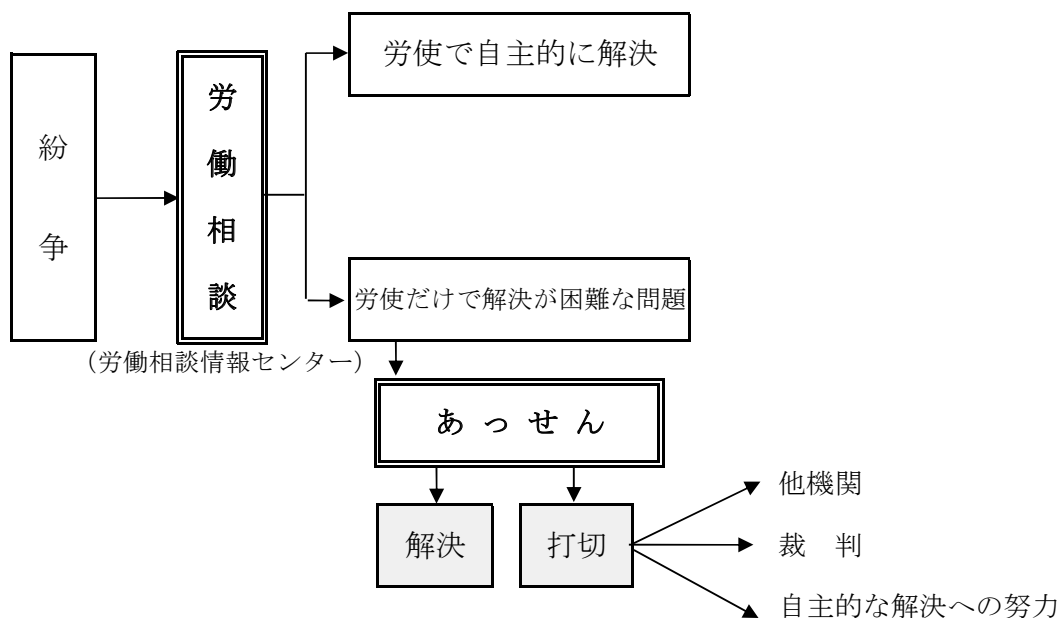 紛争
労働相談
(労働相談情報センター)
労使で自主的に解決
労使だけで解決が困難な問題
あっせん
解決
打切
他機関
裁　判
自主的な解決への努力